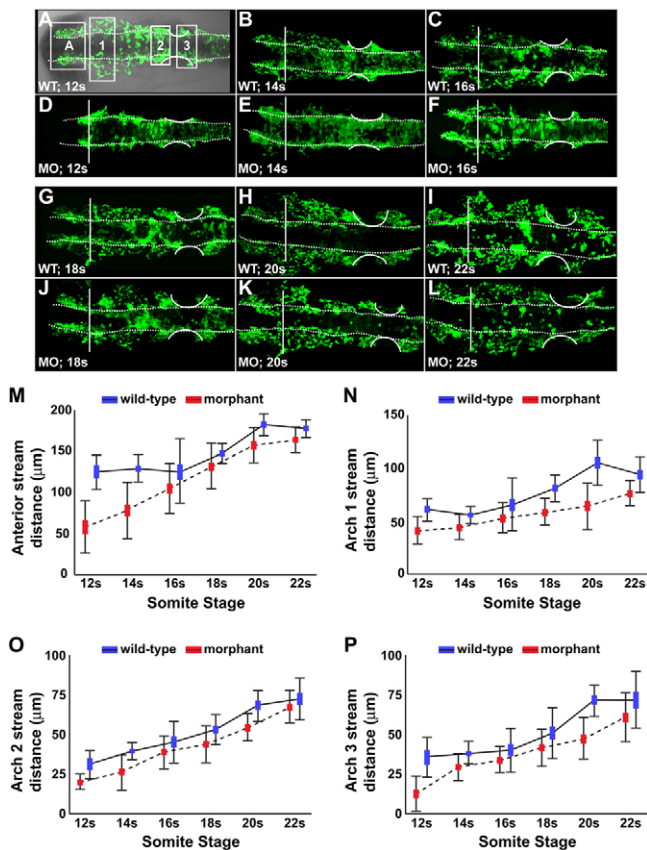 A
A
1
2
3
WT; 12s
B
WT; 14s
C
WT; 16s
D
MO; 12s
E
MO; 14s
F
MO; 16s
G
WT; 18s
H
WT; 20s
I
WT; 22s
J
MO; 18s
K
MO; 20s
L
MO; 22s
M
wild-type
morphant
Anterior stream
distance (μm)
200
150
100
50
0
12s
14s
16s
18s
20s
22s
Somite Stage
N
wild-type
morphant
Arch 1 stream
distance (μm)
150
100
50
0
12s
14s
16s
18s
20s
22s
Somite Stage
O
wild-type
morphant
Arch 2 stream
distance (μm)
100
75
50
25
0
12s
14s
16s
18s
20s
22s
Somite Stage
P
wild-type
morphant
Arch 3 stream
distance (μm)
100
75
50
25
0
12s
14s
16s
18s
20s
22s
Somite Stage